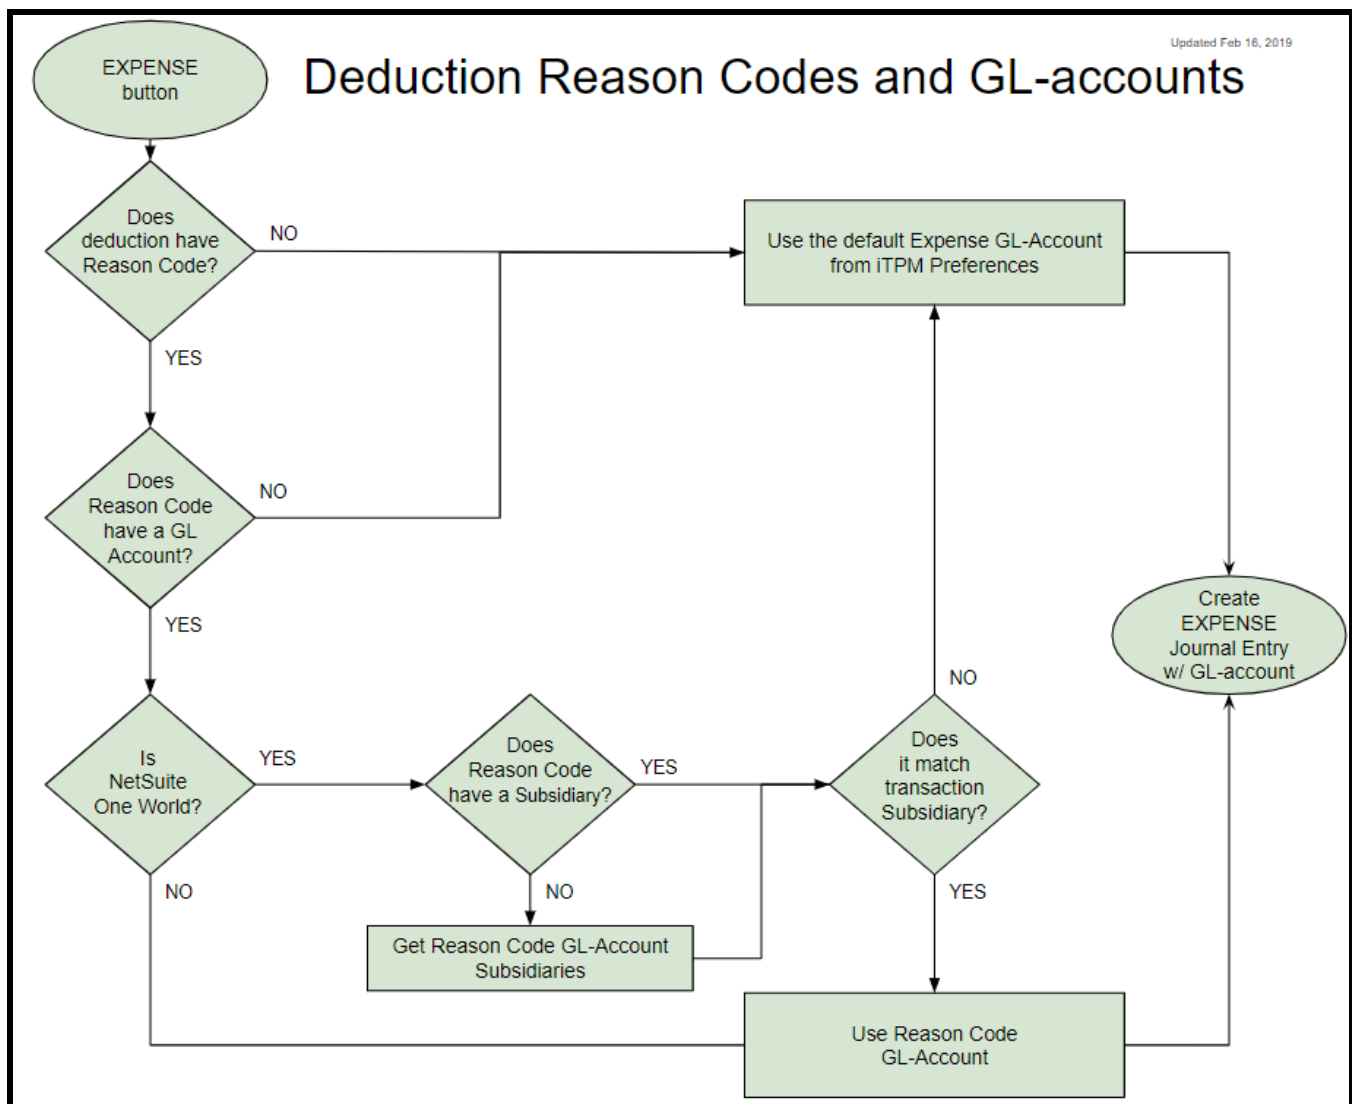 Updated Feb 16, 2019
Deduction Reason Codes and GL-accounts
EXPENSE
button
Does
deduction have
Reason Code?
NO
Use the default Expense GL-Account
from iTPM Preferences
YES
Does
Reason Code
have a GL
Account?
NO
YES
Create
EXPENSE
Journal Entry
w/ GL-account
Is
NetSuite
One World?
YES
Does
Reason Code
have a Subsidiary?
YES
NO
Does
it match
transaction
Subsidiary?
NO
NO
YES
Get Reason Code GL-Account
Subsidiaries
Use Reason Code
GL-Account